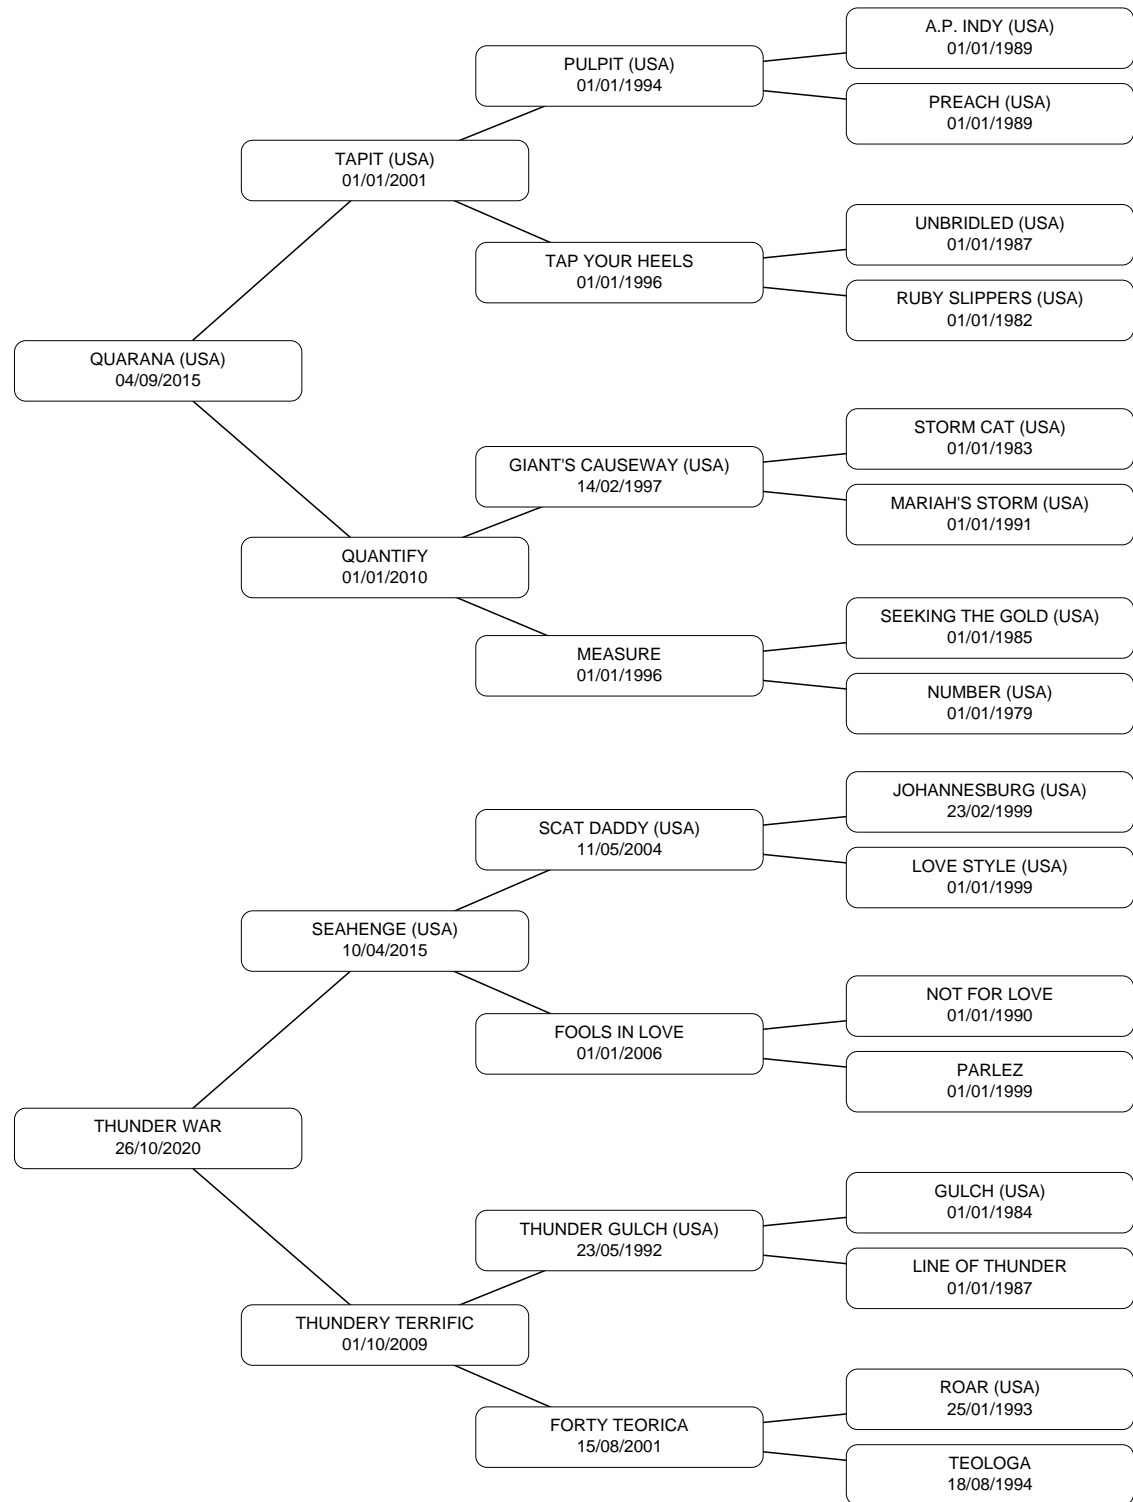 A.P. INDY (USA)
01/01/1989
PULPIT (USA)
01/01/1994
PREACH (USA)
01/01/1989
TAPIT (USA)
01/01/2001
UNBRIDLED (USA)
01/01/1987
TAP YOUR HEELS
01/01/1996
RUBY SLIPPERS (USA)
01/01/1982
QUARANA (USA)
04/09/2015
STORM CAT (USA)
01/01/1983
GIANT'S CAUSEWAY (USA)
14/02/1997
MARIAH'S STORM (USA)
01/01/1991
QUANTIFY
01/01/2010
SEEKING THE GOLD (USA)
01/01/1985
MEASURE
01/01/1996
NUMBER (USA)
01/01/1979
JOHANNESBURG (USA)
23/02/1999
SCAT DADDY (USA)
11/05/2004
LOVE STYLE (USA)
01/01/1999
SEAHENGE (USA)
10/04/2015
NOT FOR LOVE
01/01/1990
FOOLS IN LOVE
01/01/2006
PARLEZ
01/01/1999
THUNDER WAR
26/10/2020
GULCH (USA)
01/01/1984
THUNDER GULCH (USA)
23/05/1992
LINE OF THUNDER
01/01/1987
THUNDERY TERRIFIC
01/10/2009
ROAR (USA)
25/01/1993
FORTY TEORICA
15/08/2001
TEOLOGA
18/08/1994